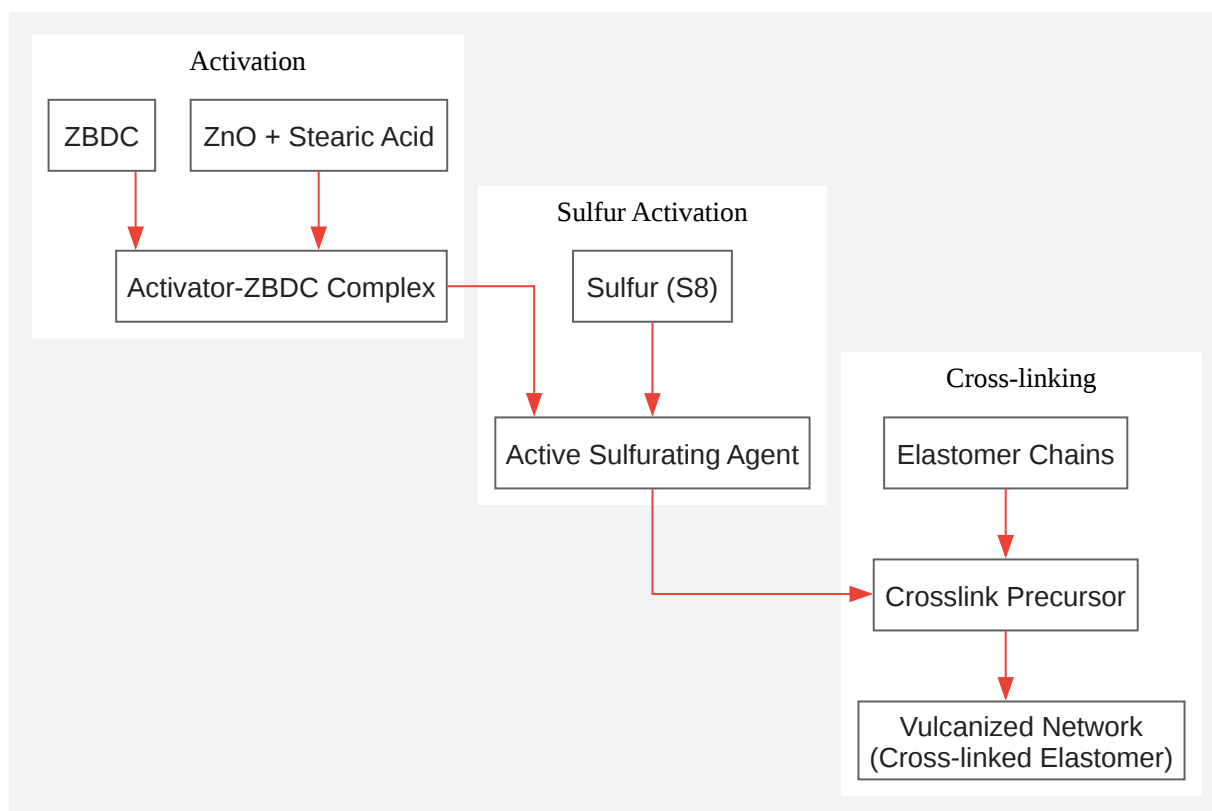 Activation
ZBDC
ZnO + Stearic Acid
Activator-ZBDC Complex
Sulfur Activation
Sulfur (S8)
Active Sulfurating Agent
Cross-linking
Elastomer Chains
Crosslink Precursor
Vulcanized Network
(Cross-linked Elastomer)